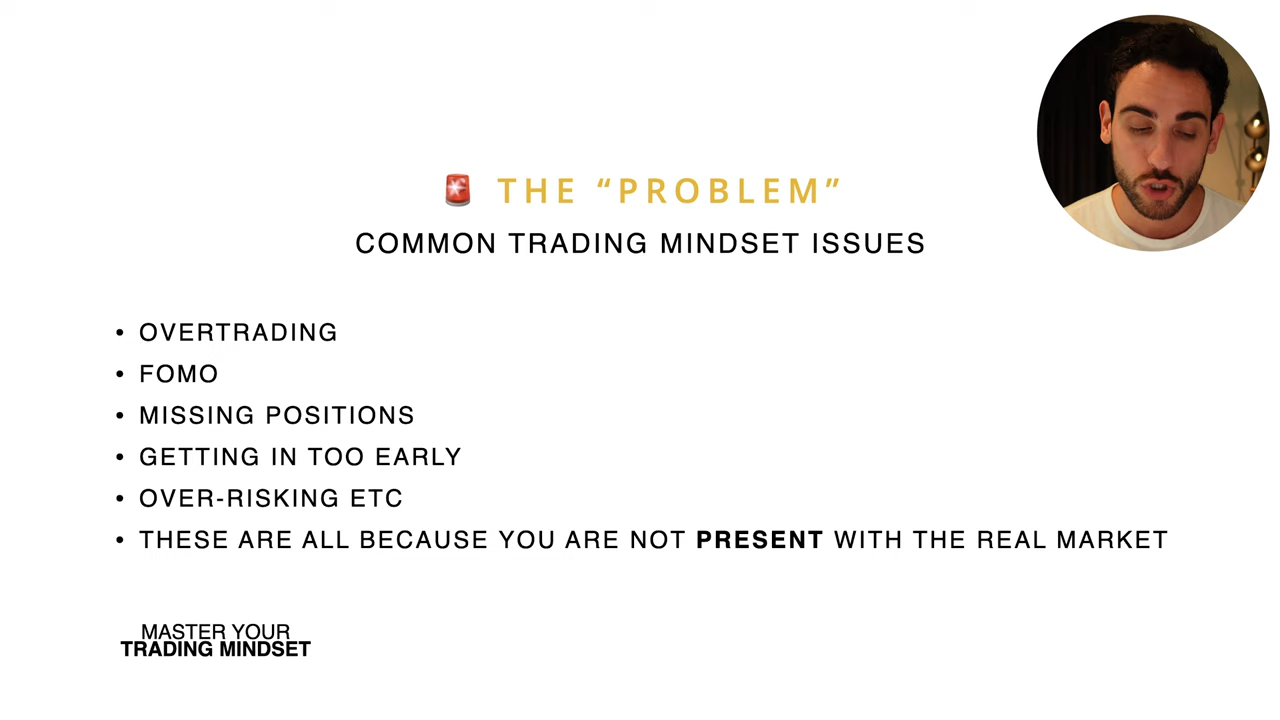 🚨 THE “PROBLEM”
COMMON TRADING MINDSET ISSUES
• OVERTRADING
• FOMO
• MISSING POSITIONS
• GETTING IN TOO EARLY
• OVER-RISKING ETC
• THESE ARE ALL BECAUSE YOU ARE NOT PRESENT WITH THE REAL MARKET
MASTER YOUR
TRADING MINDSET